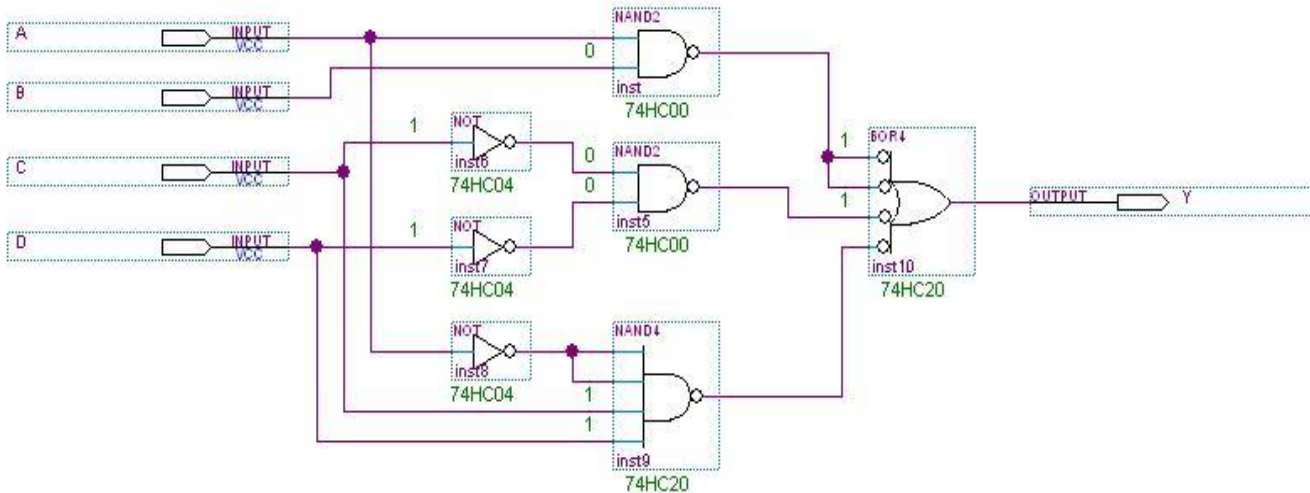 A
INPUT
VCC
NAND2
0
inst
74HC00
B
INPUT
VCC
1
NOT
inst6
74HC04
0
0
NAND2
inst5
74HC00
C
INPUT
VCC
1
BOR4
1
inst10
74HC20
OUTPUT
Y
D
INPUT
VCC
1
NOT
inst7
74HC04
NOT
inst8
74HC04
1
1
NAND4
inst9
74HC20